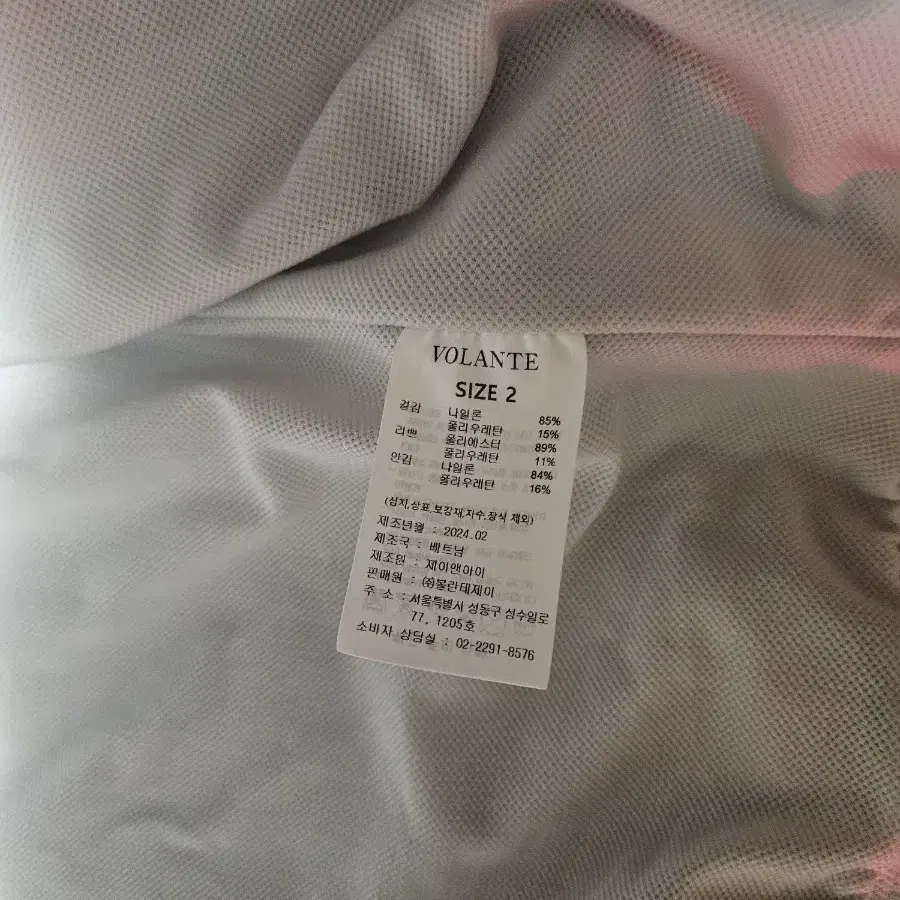 VOLANTE
SIZE 2
겉감 나일론 85%
폴리우레탄 15%
리벤 폴리에스터 89%
폴리우레탄 11%
안감 나일론 84%
폴리우레탄 16%
(심지,상표,보강재,자수,장식 제외)
제조년월 : 2024.02
제조국 : 베트남
제조원 : 제이앤아이
판매원 : ㈜볼란테제이
주 소 : 서울특별시 성동구 성수일로
77, 1205호
소비자 상담실 : 02-2291-8576